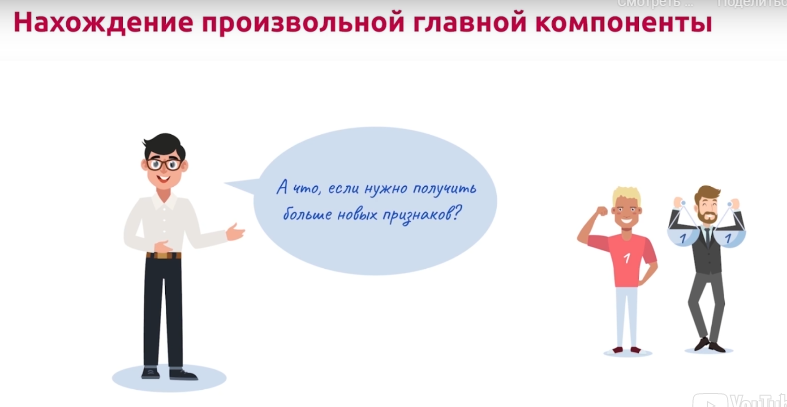 Смотреть
Поделиться
Нахождение произвольной главной компоненты
А что, если нужно получить
больше новых признаков?
1
1
1
YouTube